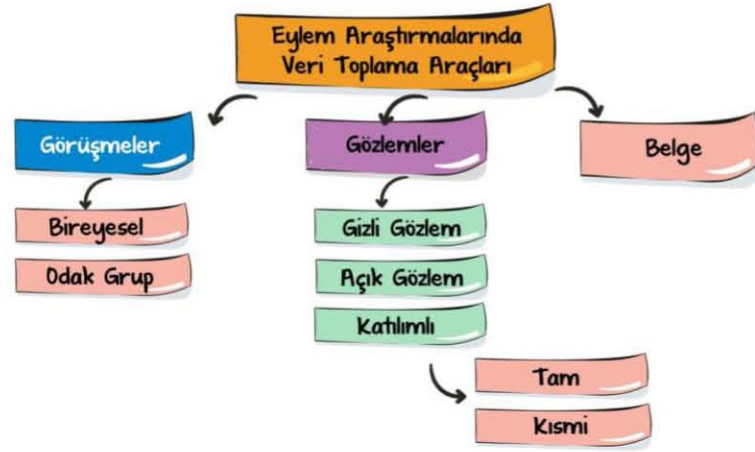 Eylem Araştırmalarında
Veri Toplama Araçları
Görüşmeler
Gözlemler
Belge
Bireyesel
Odak Grup
Gizli Gözlem
Açık Gözlem
Katılımlı
Tam
Kısmi